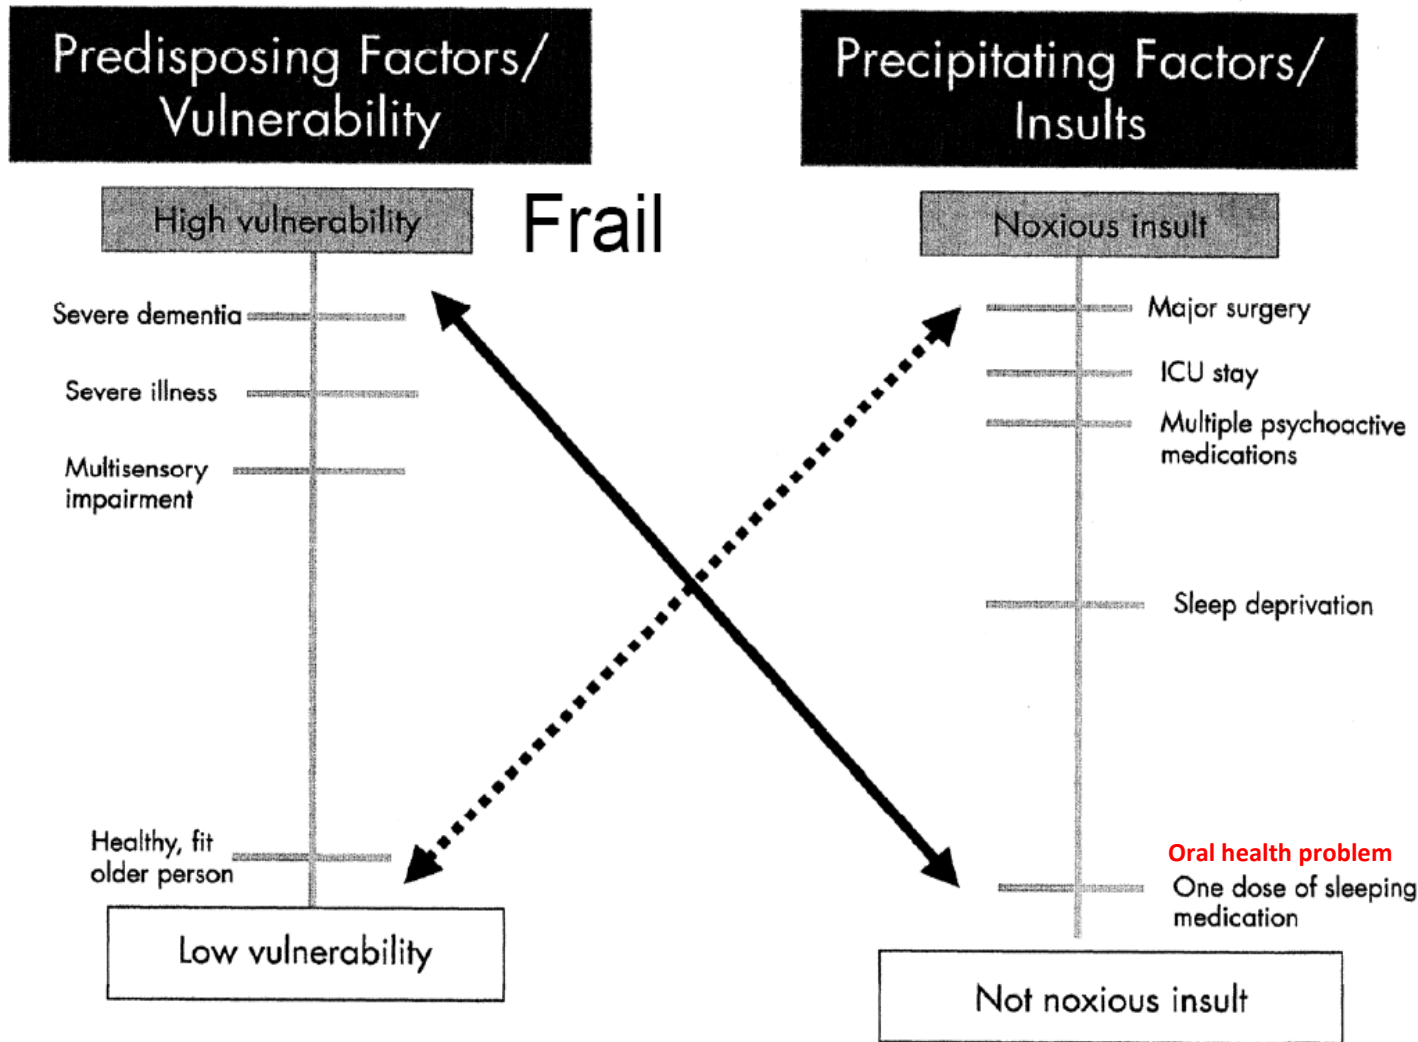 Predisposing Factors/
Vulnerability
High vulnerability
Frail
Severe dementia
Severe illness
Multisensory
impairment
Healthy, fit
older person
Low vulnerability
Precipitating Factors/
Insults
Noxious insult
Major surgery
ICU stay
Multiple psychoactive
medications
Sleep deprivation
Oral health problem
One dose of sleeping
medication
Not noxious insult